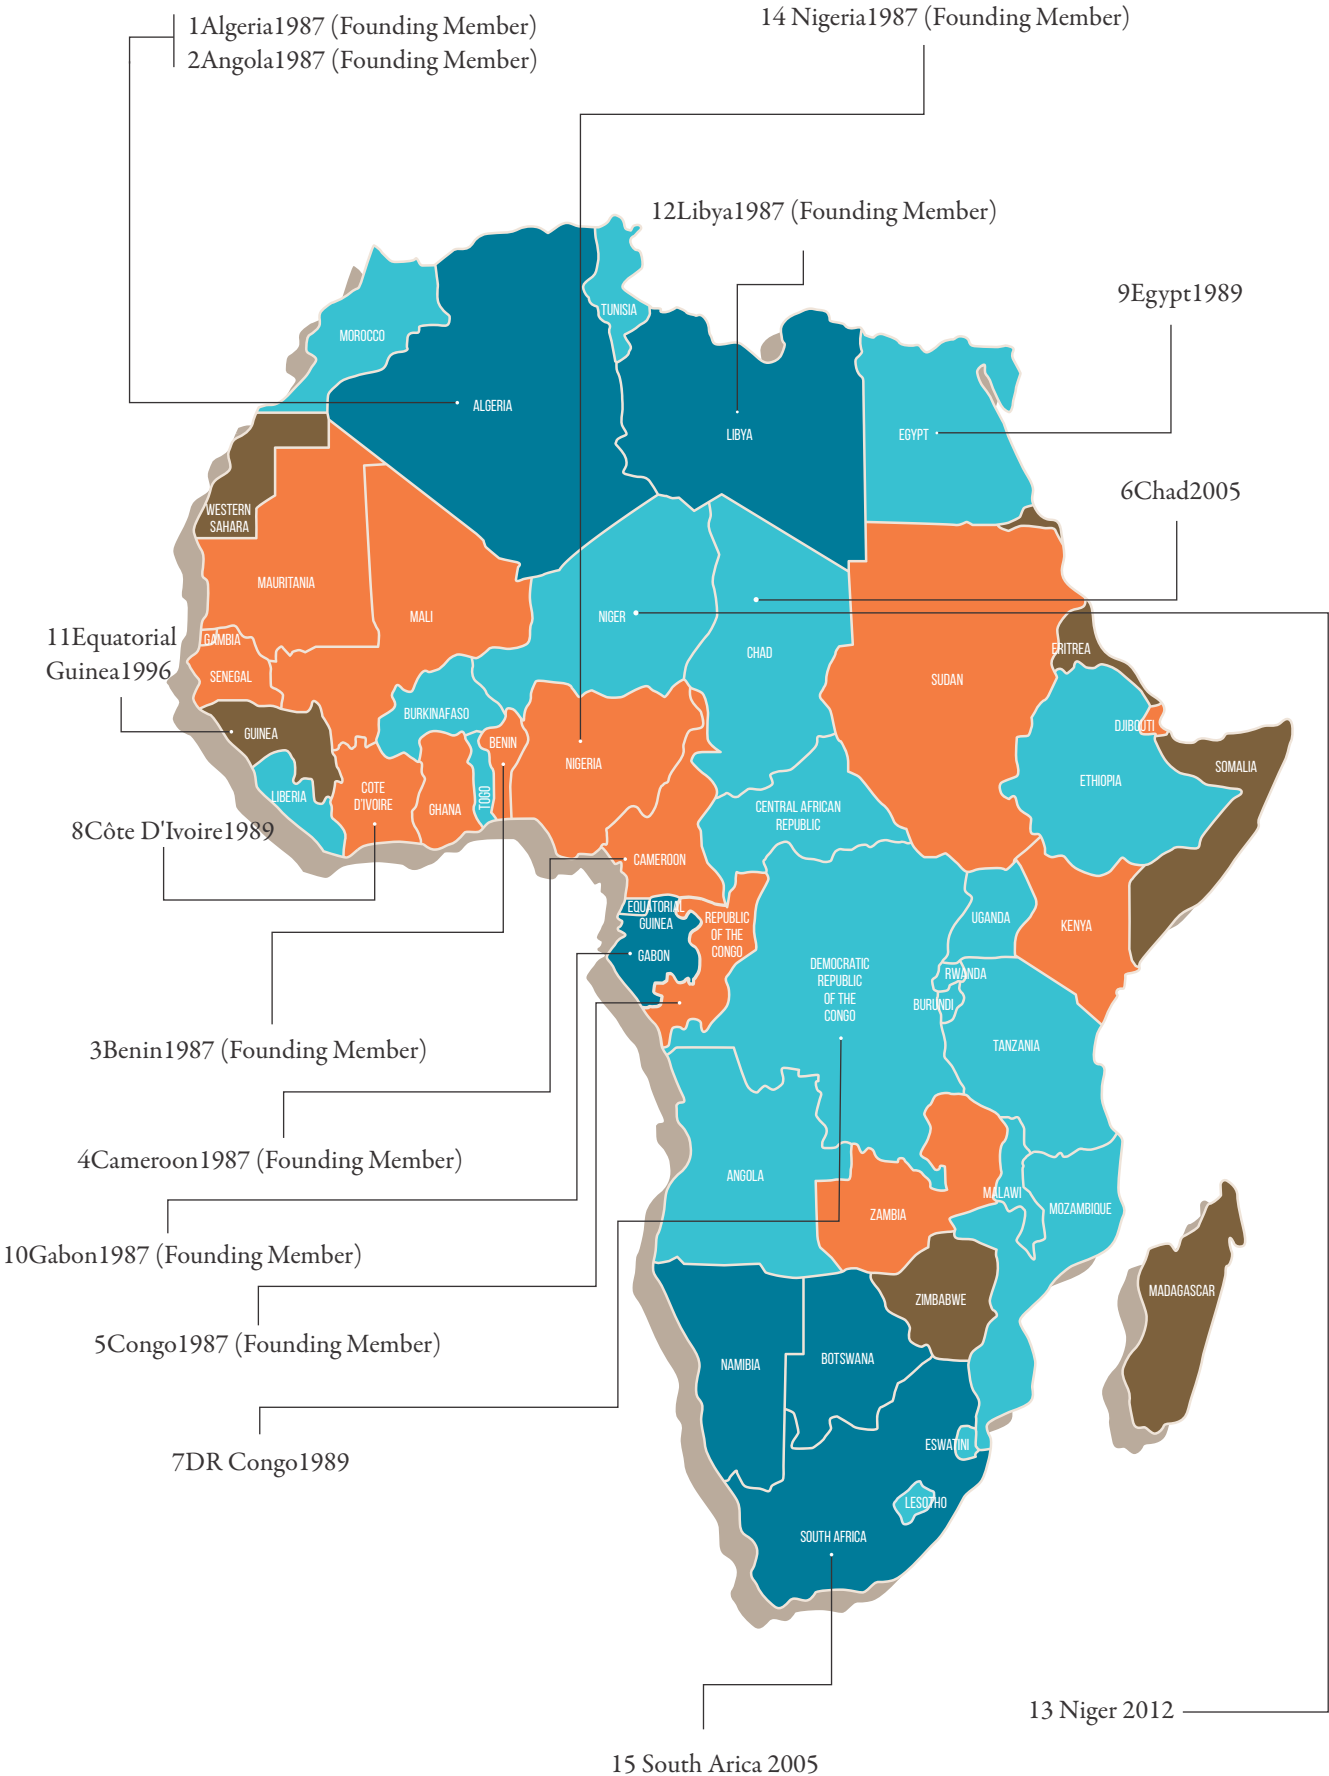 1Algeria1987 (Founding Member)
2Angola1987 (Founding Member)
14 Nigeria1987 (Founding Member)
12Libya1987 (Founding Member)
9Egypt1989
TUNISIA
MOROCCO
ALGERIA
LIBYA
EGYPT
6Chad2005
WESTERN
SAHARA
MAURITANIA
MALI
NIGER
CHAD
11Equatorial
Guinea1996
GAMBIA
SENEGAL
SUDAN
ERITREA
BURKINAFASO
DJIBOUTI
GUINEA
BENIN
NIGERIA
SOMALIA
ETHIOPIA
COTE
D'IVOIRE
LIBERIA
GHANA
TOGO
CENTRAL AFRICAN
REPUBLIC
8Côte D'Ivoire1989
CAMEROON
EQUATORIAL
GUINEA
REPUBLIC
OF THE
CONGO
UGANDA
KENYA
GABON
DEMOCRATIC
REPUBLIC
OF THE
CONGO
RWANDA
BURUNDI
TANZANIA
3Benin1987 (Founding Member)
4Cameroon1987 (Founding Member)
ANGOLA
MALAWI
MOZAMBIQUE
ZAMBIA
10Gabon1987 (Founding Member)
MADAGASCAR
ZIMBABWE
5Congo1987 (Founding Member)
NAMIBIA
BOTSWANA
7DR Congo1989
ESWATINI
LESOTHO
SOUTH AFRICA
13 Niger 2012
15 South Arica 2005